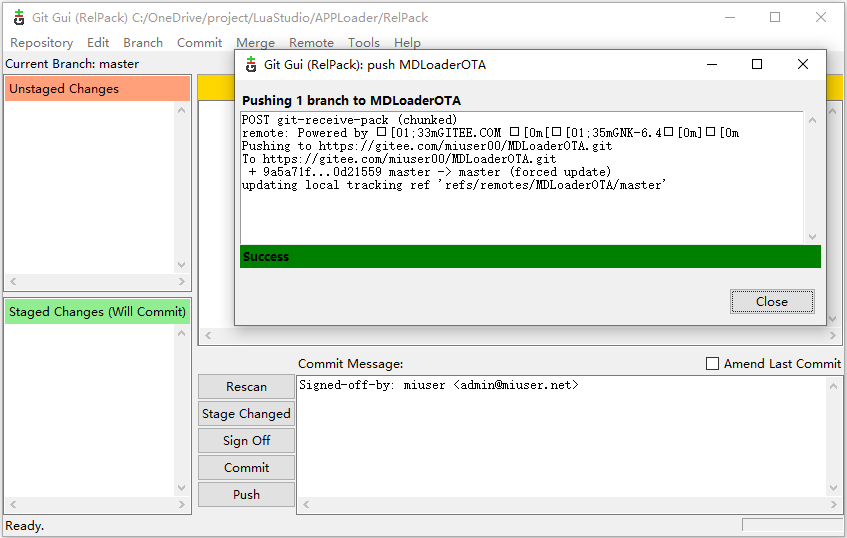 Git Gui (RelPack) C:/OneDrive/project/LuaStudio/APPLoader/RelPack
Repository Edit Branch Commit Merge Remote Tools Help
Current Branch: master
Unstaged Changes
Git Gui (RelPack): push MDLoaderOTA
Pushing 1 branch to MDLoaderOTA
POST git-receive-pack (chunked)
remote: Powered by □[01;33mGITEE.COM □[0m[□[01;35mGNK-6.4□[0m]□[0m
Pushing to https://gitee.com/miuser00/MDLoaderOTA.git
To https://gitee.com/miuser00/MDLoaderOTA.git
+ 9a5a71f...0d21559 master -> master (forced update)
updating local tracking ref 'refs/remotes/MDLoaderOTA/master'
Success
Close
Staged Changes (Will Commit)
Commit Message:
Amend Last Commit
Signed-off-by: miuser <admin@miuser.net>
Rescan
Stage Changed
Sign Off
Commit
Push
Ready.